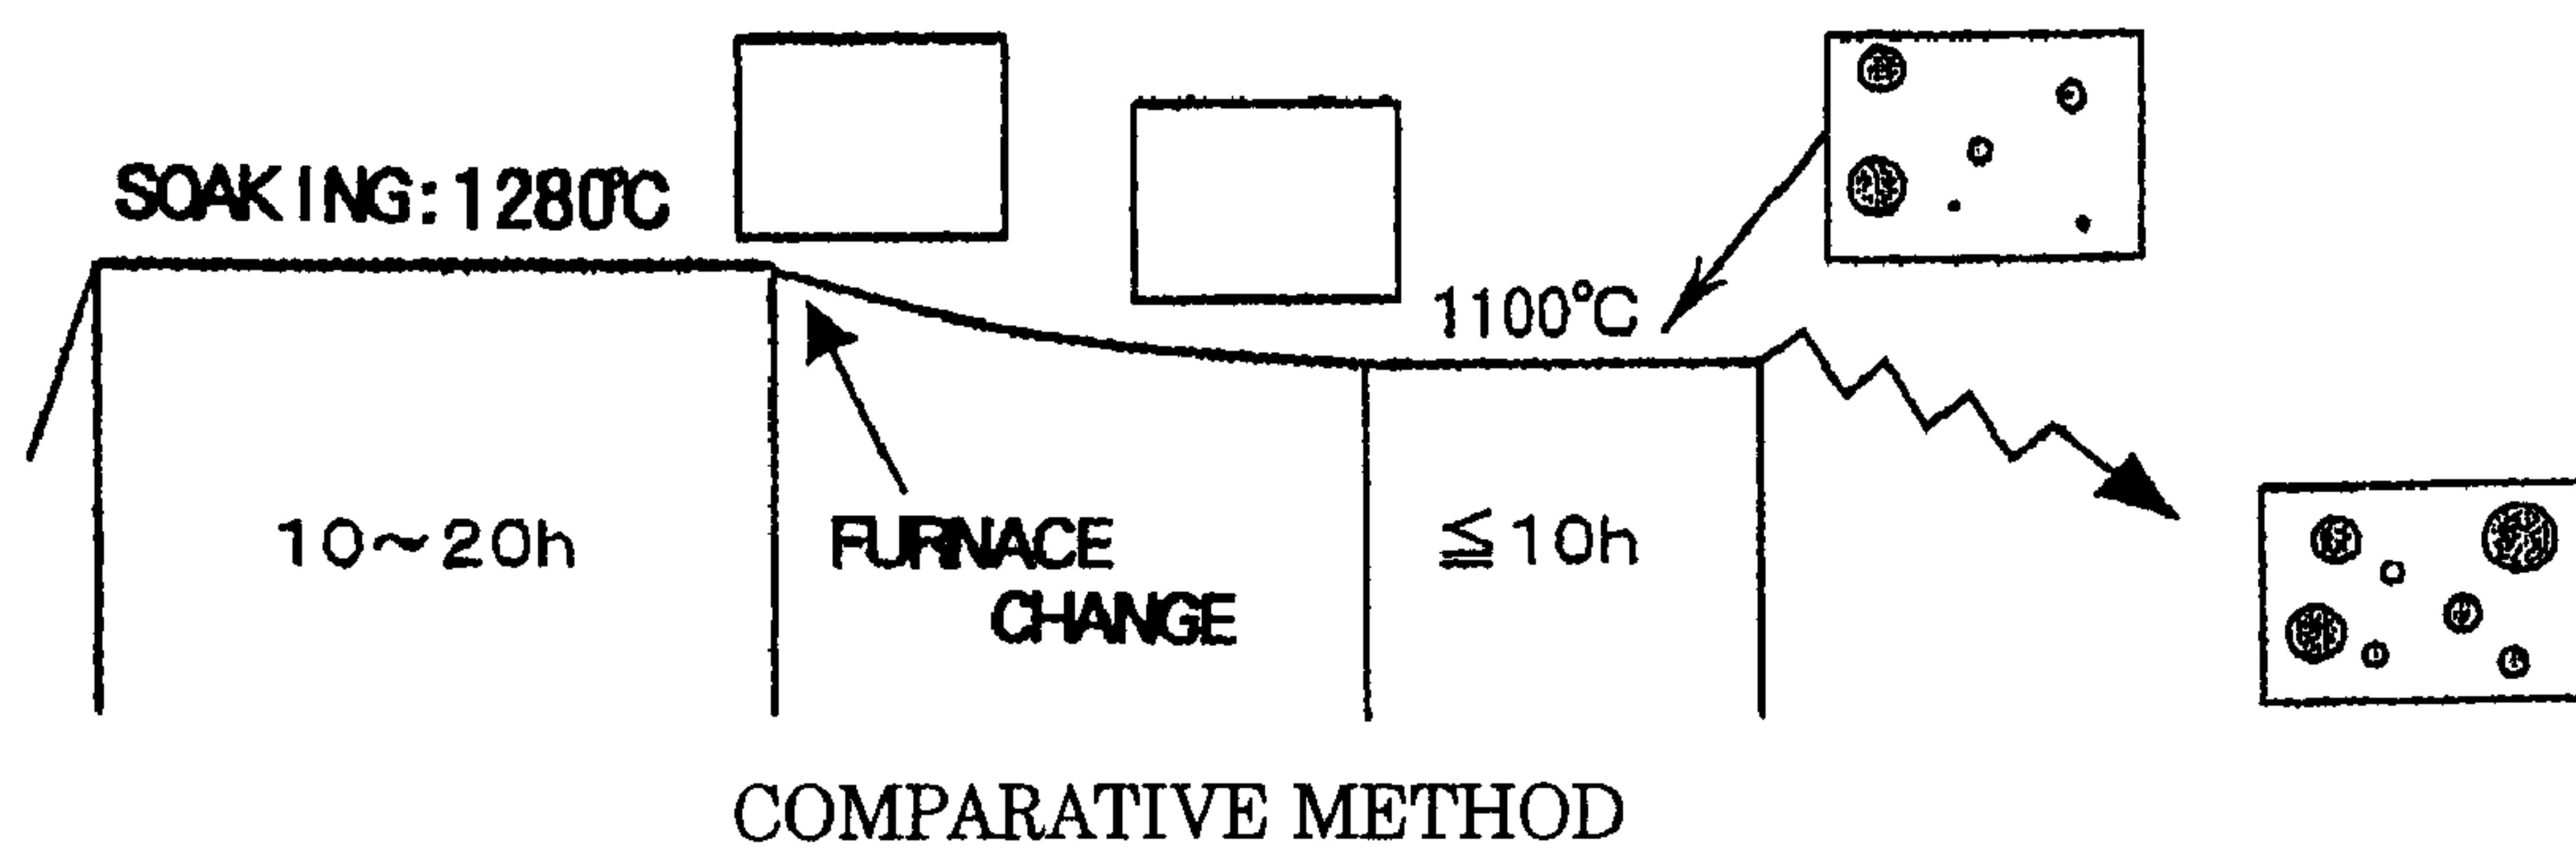 SOAKING:1280℃
1100°C
10~20h
FURNACE
CHANGE
≦10h
COMPARATIVE METHOD